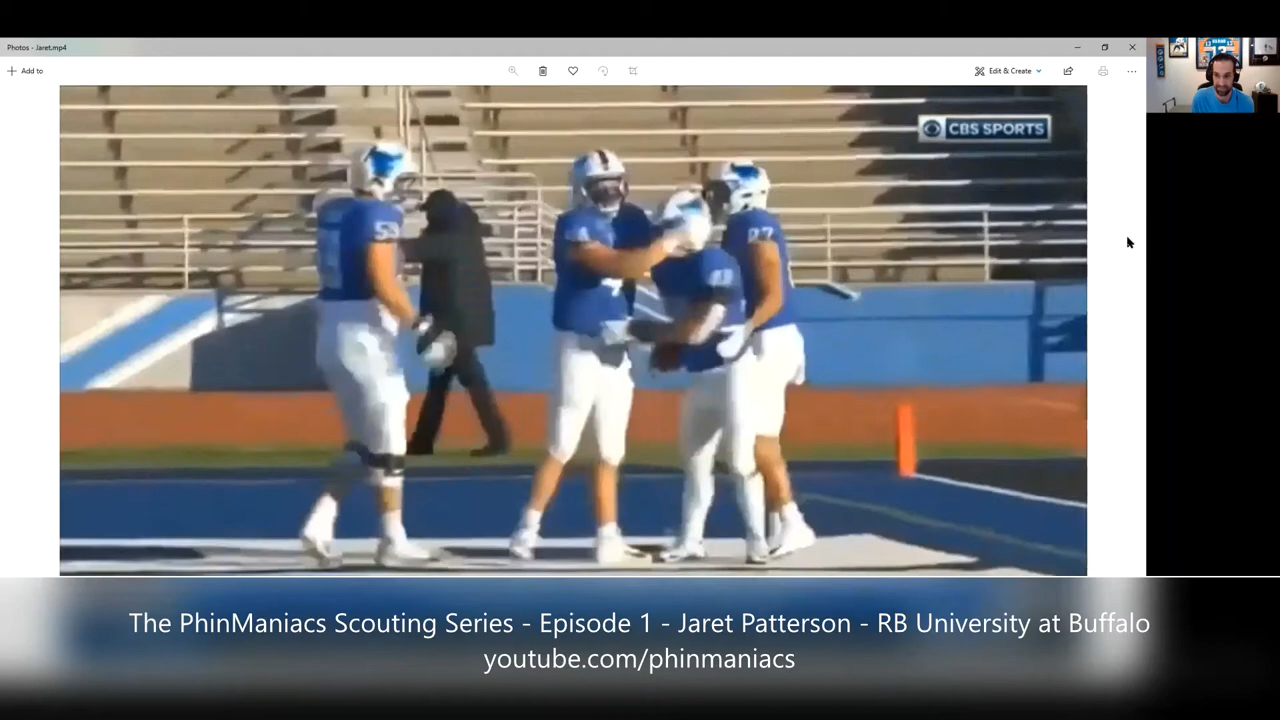 Photos - Jaret.mp4
Add to
Edit & Create
CBS SPORTS
87
The PhinManiacs Scouting Series - Episode 1 - Jaret Patterson - RB University at Buffalo
youtube.com/phinmaniacs